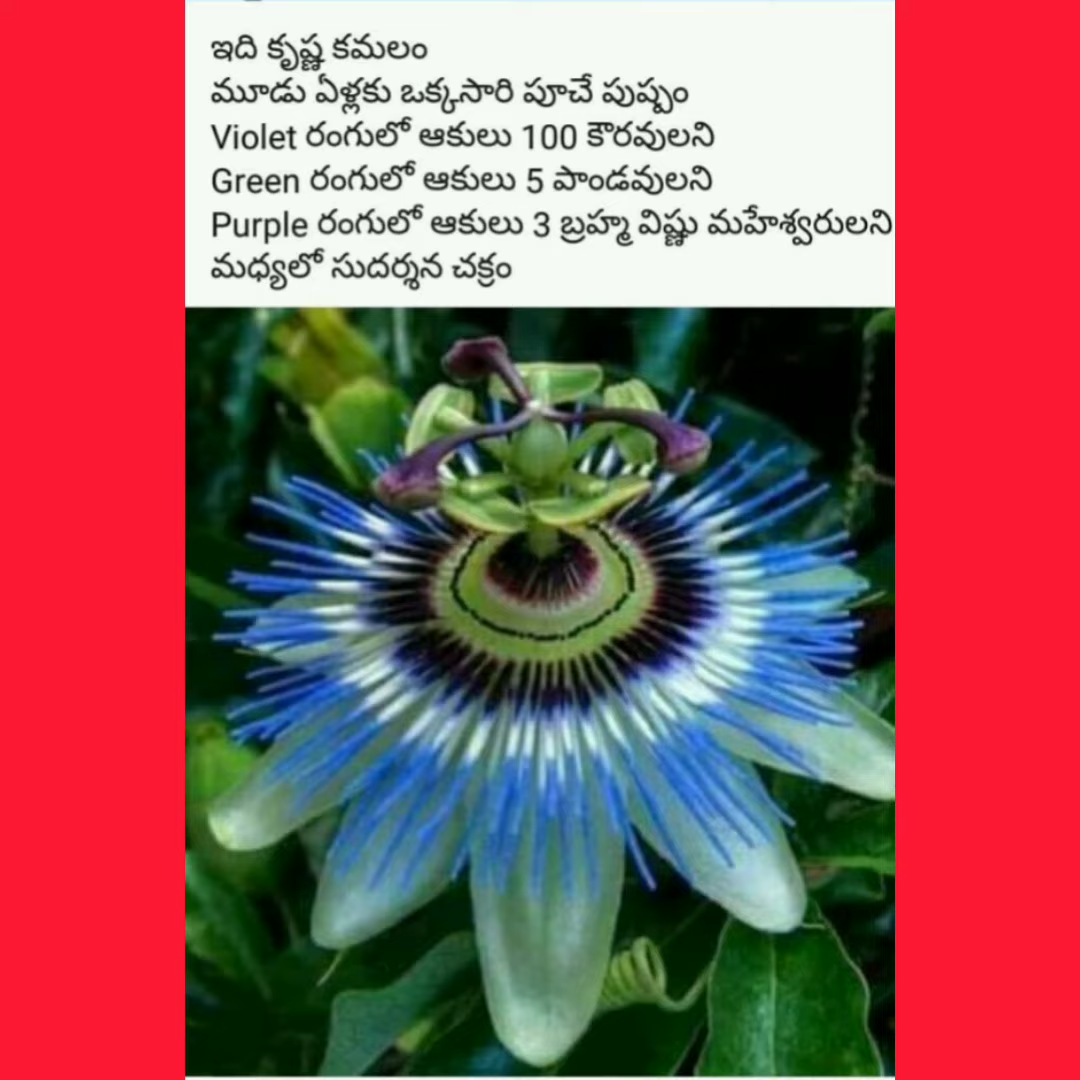 ఇది కృష్ణ కమలం
మూడు ఏళ్లకు ఒక్కసారి పూచే పుష్పం
Violet రంగులో ఆకులు 100 కౌరవులని
Green రంగులో ఆకులు 5 పాండవులని
Purple రంగులో ఆకులు 3 బ్రహ్మ విష్ణు మహేశ్వరులని
మధ్యలో సుదర్శన చక్రం